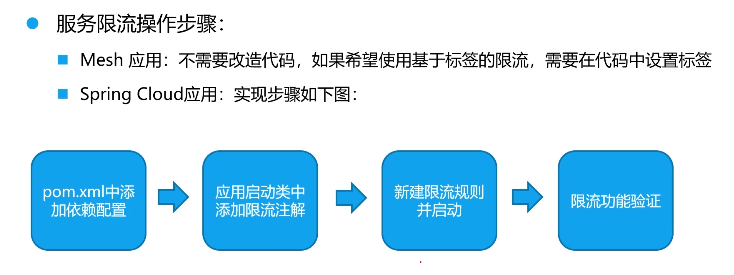 服务限流操作步骤：
Mesh 应用：不需要改造代码，如果希望使用基于标签的限流，需要在代码中设置标签
Spring Cloud应用：实现步骤如下图：
pom.xml中添
加依赖配置
应用启动类中
添加限流注解
新建限流规则
并启动
限流功能验证